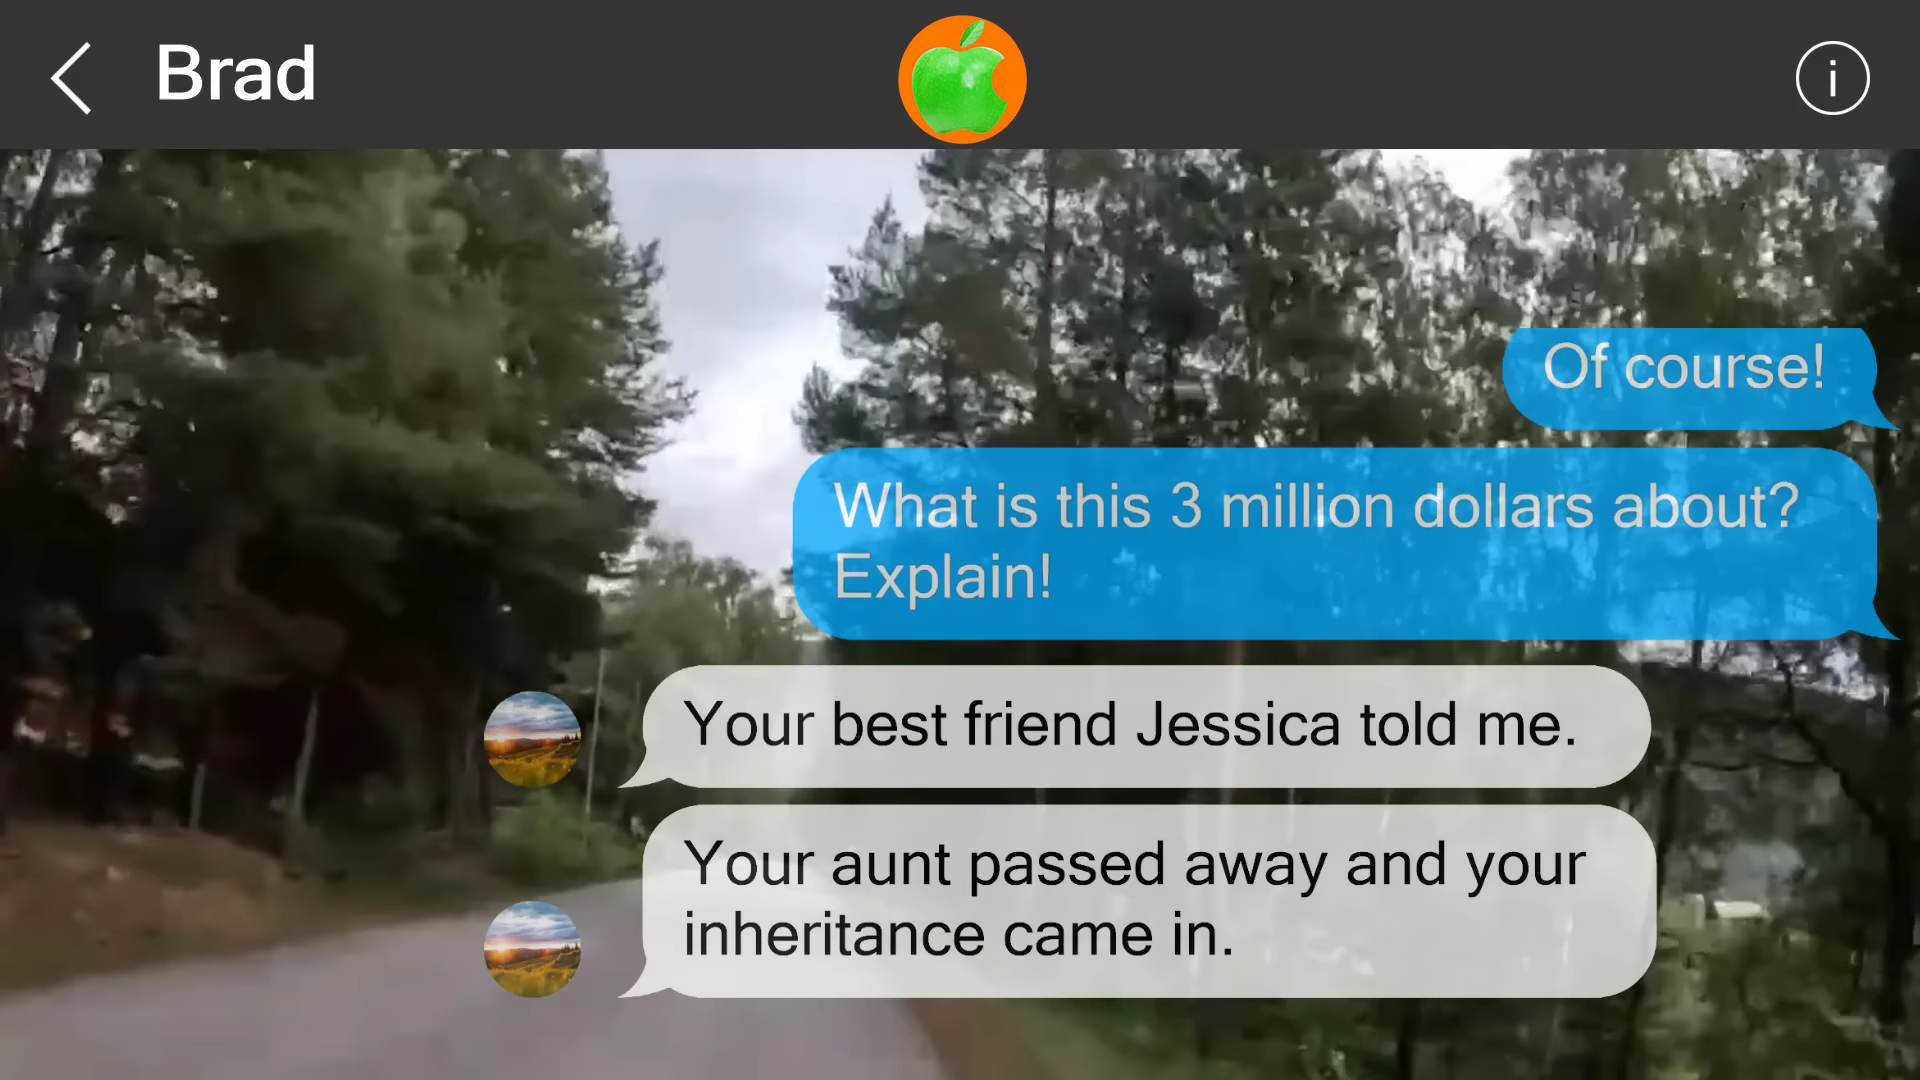 Brad
Of course!
What is this 3 million dollars about?
Explain!
Your best friend Jessica told me.
Your aunt passed away and your
inheritance came in.